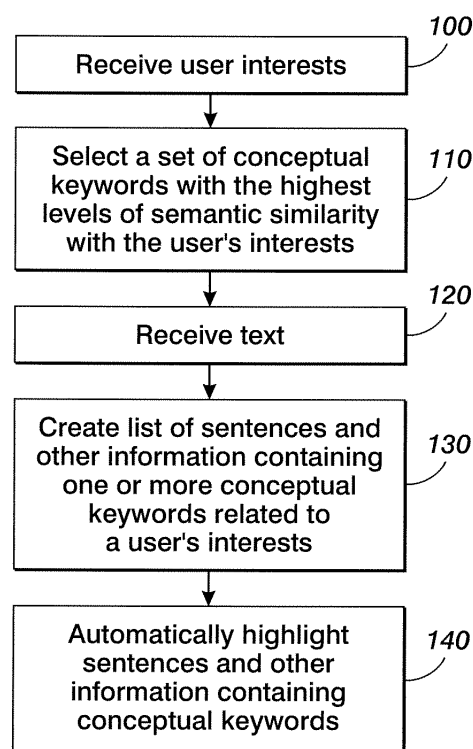 100
Receive user interests
110
Select a set of conceptual
keywords with the highest
levels of semantic similarity
with the user's interests
120
Receive text
130
Create list of sentences and
other information containing
one or more conceptual
keywords related to
a user's interests
140
Automatically highlight
sentences and other
information containing
conceptual keywords